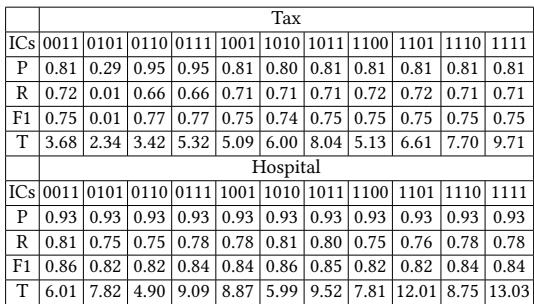 Tax
ICs 0011 0101 0110 0111 1001 1010 1011 1100 1101 1110 1111
P 0.81 0.29 0.95 0.95 0.81 0.80 0.81 0.81 0.81 0.81 0.81
R 0.72 0.01 0.77 0.66 0.71 0.71 0.71 0.72 0.72 0.71 0.71
F1 0.75 0.01 0.77 0.77 0.75 0.74 0.75 0.75 0.75 0.75 0.75
T 3.68 2.34 3.42 5.32 5.09 6.00 8.04 5.13 6.61 7.70 9.71
Hospital
ICs 0011 0101 0110 0111 1001 1010 1011 1100 1101 1110 1111
P 0.93 0.93 0.93 0.93 0.93 0.93 0.93 0.93 0.93 0.93 0.93
R 0.81 0.75 0.75 0.78 0.78 0.81 0.80 0.75 0.76 0.78 0.78
F1 0.86 0.82 0.82 0.84 0.84 0.86 0.85 0.82 0.82 0.84 0.84
T 6.01 7.82 4.90 9.09 8.87 5.99 9.52 7.81 12.01 8.75 13.03